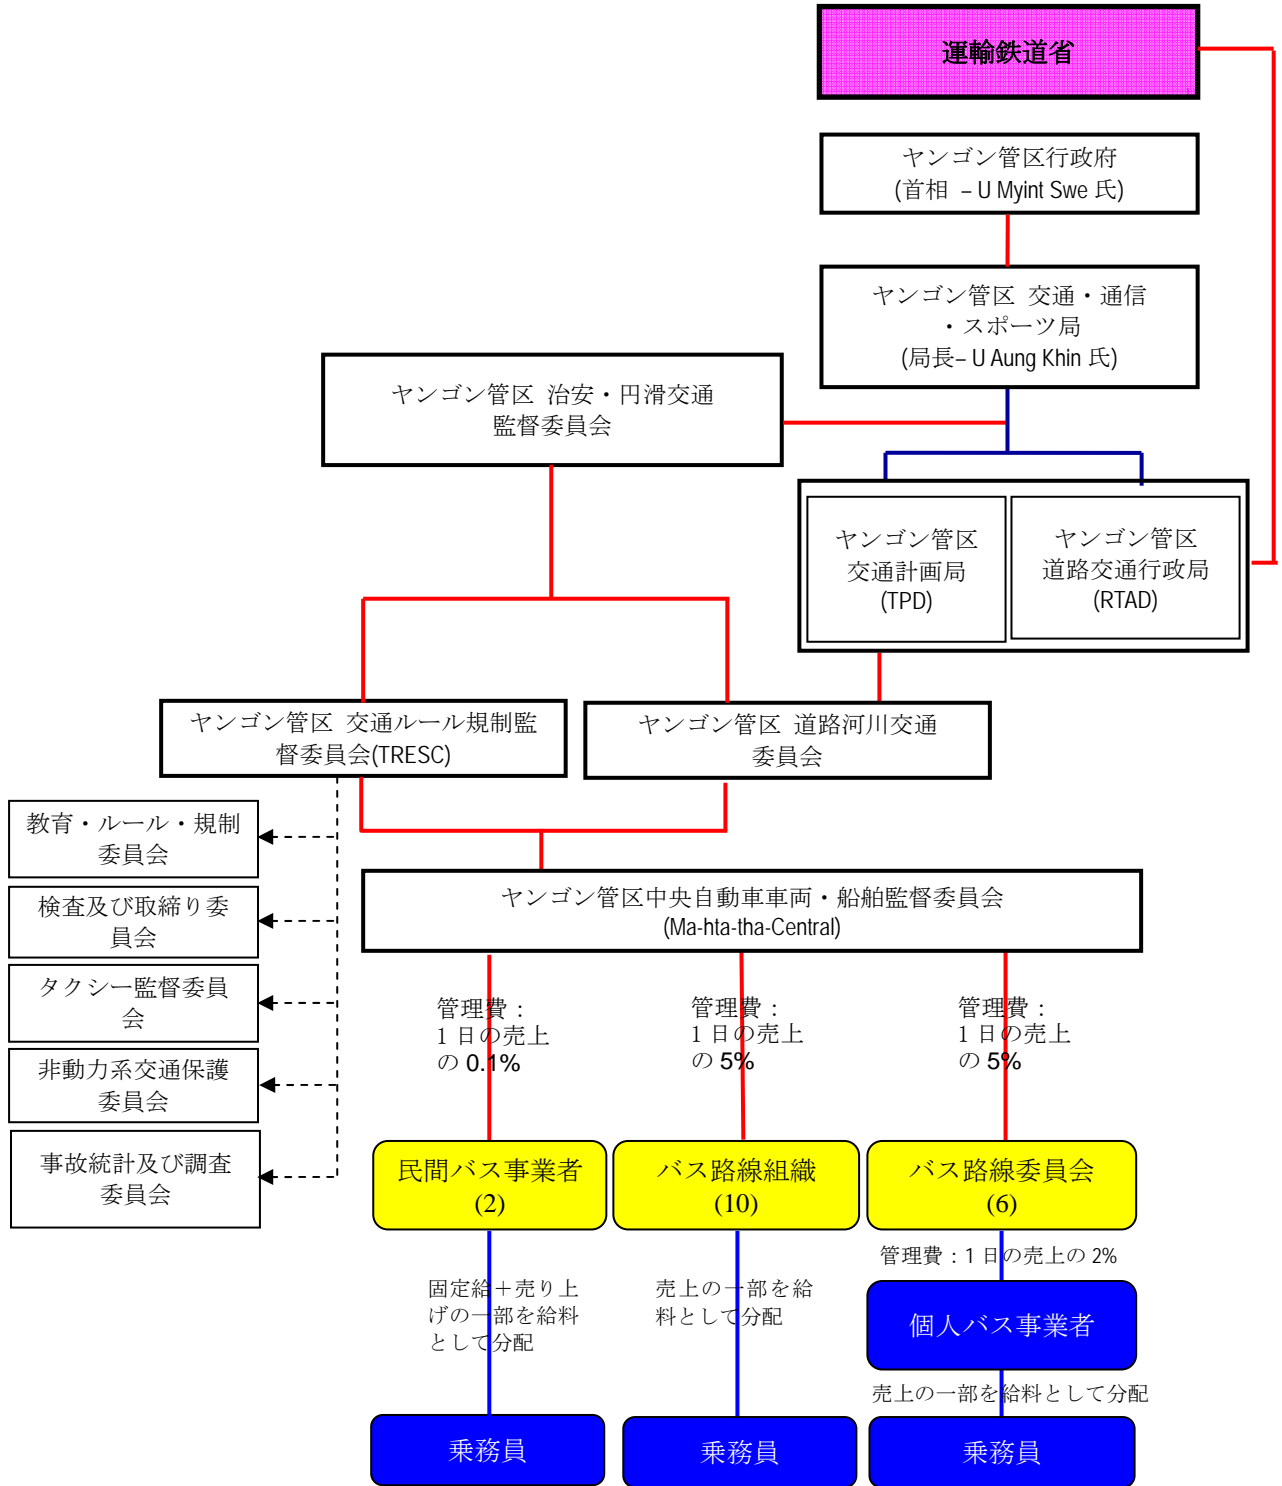 運輸鉄道省
ヤンゴン管区行政府
(首相 – U Myint Swe 氏)
ヤンゴン管区 交通・通信
・スポーツ局
(局長– U Aung Khin 氏)
ヤンゴン管区 治安・円滑交通
監督委員会
ヤンゴン管区
交通計画局
(TPD)
ヤンゴン管区
道路交通行政局
(RTAD)
ヤンゴン管区 交通ルール規制監
督委員会(TRESC)
ヤンゴン管区 道路河川交通
委員会
教育・ルール・規制
委員会
検査及び取締り委
員会
タクシー監督委員
会
非動力系交通保護
委員会
事故統計及び調査
委員会
ヤンゴン管区中央自動車車両・船舶監督委員会
(Ma-hta-tha-Central)
管理費：
1 日の売上
の 0.1%
管理費：
1 日の売上
の 5%
管理費：
1 日の売上
の 5%
民間バス事業者
(2)
バス路線組織
(10)
バス路線委員会
(6)
管理費：1 日の売上の 2%
固定給＋売り上
げの一部を給料
として分配
売上の一部を給
料として分配
個人バス事業者
売上の一部を給料として分配
乗務員
乗務員
乗務員